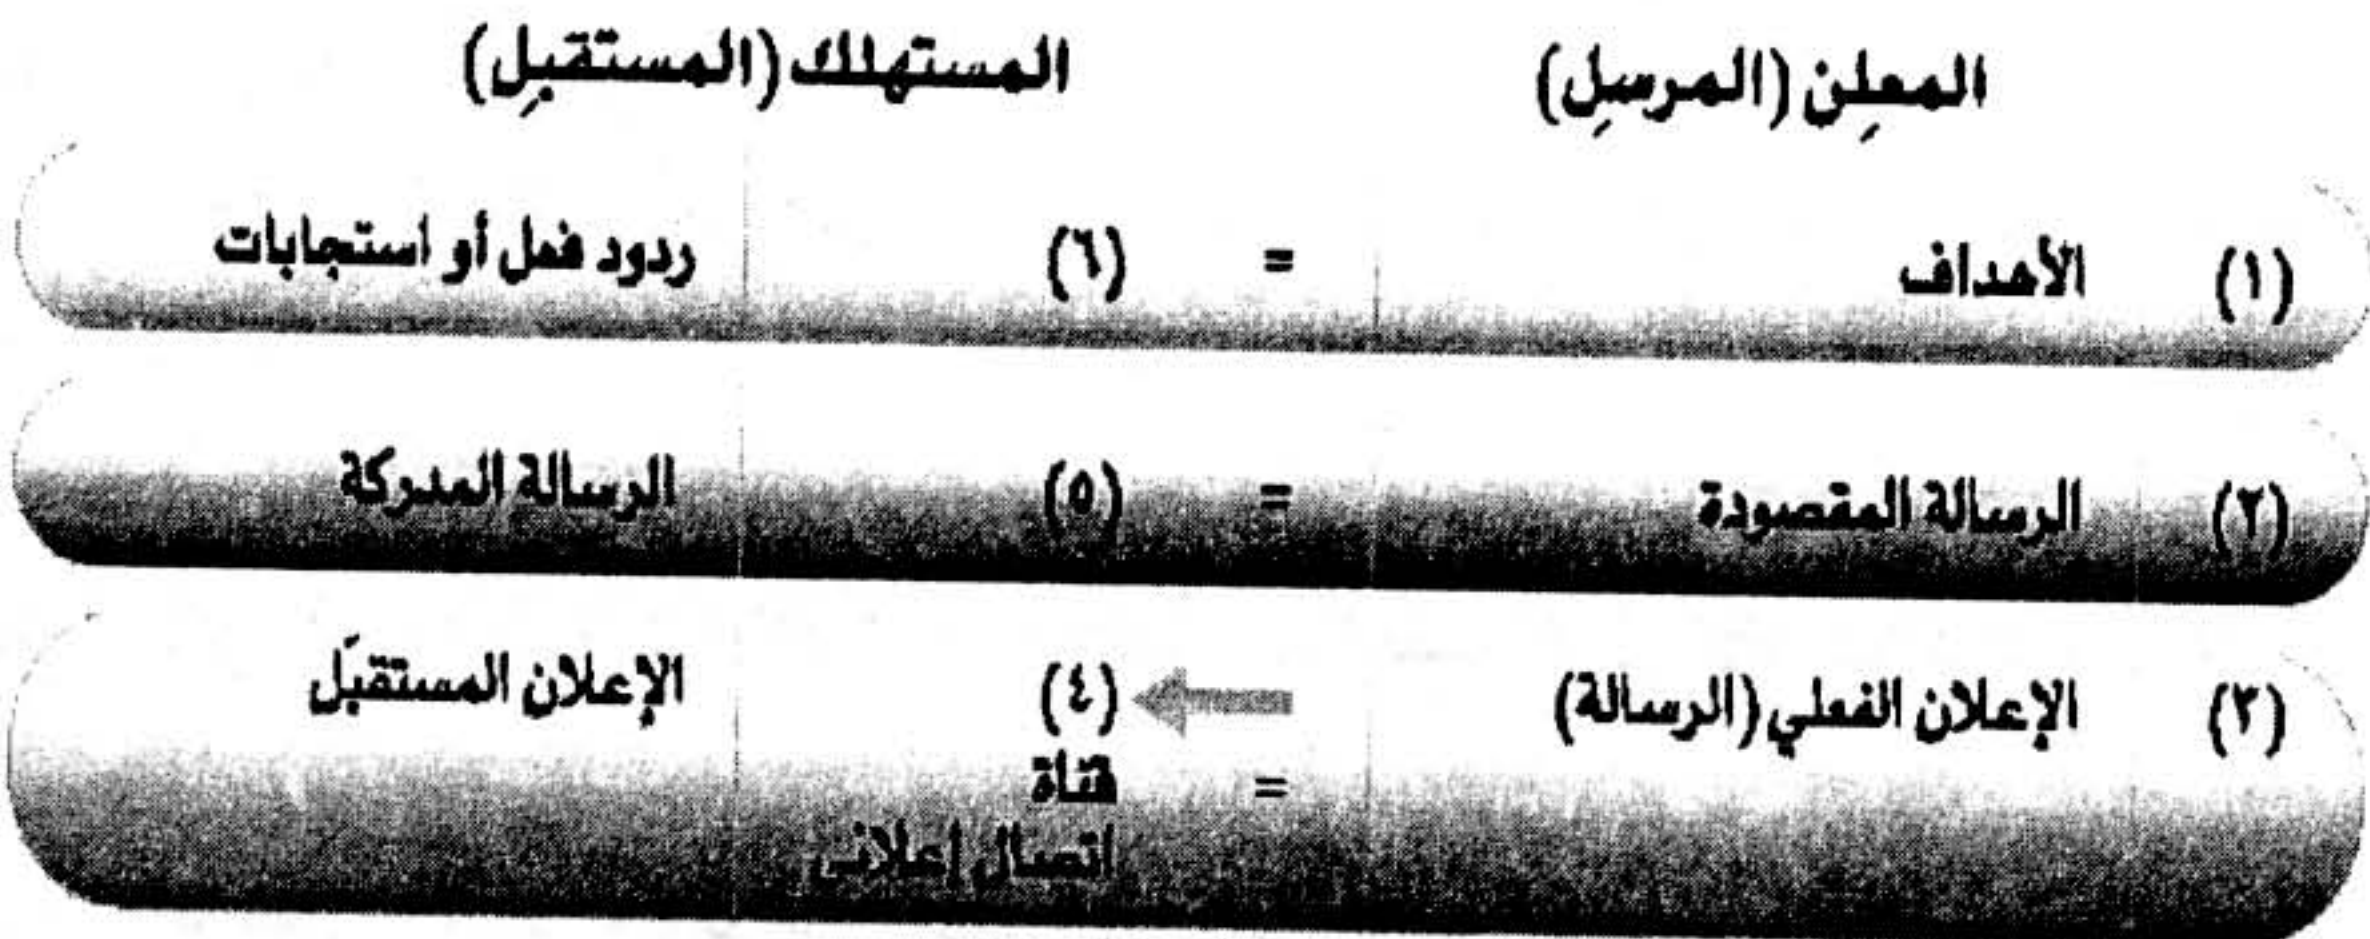 المعلِن (المرسِل) المستهلك (المستقبِل)
(١) الأهداف = (٦) ردود فعل أو استجابات
(٢) الرسالة المقصودة = (٥) الرسالة المدركة
(٣) الإعلان الفعلي (الرسالة) (٤) الإعلان المستقبَل
= قناة
اتصال إعلاني